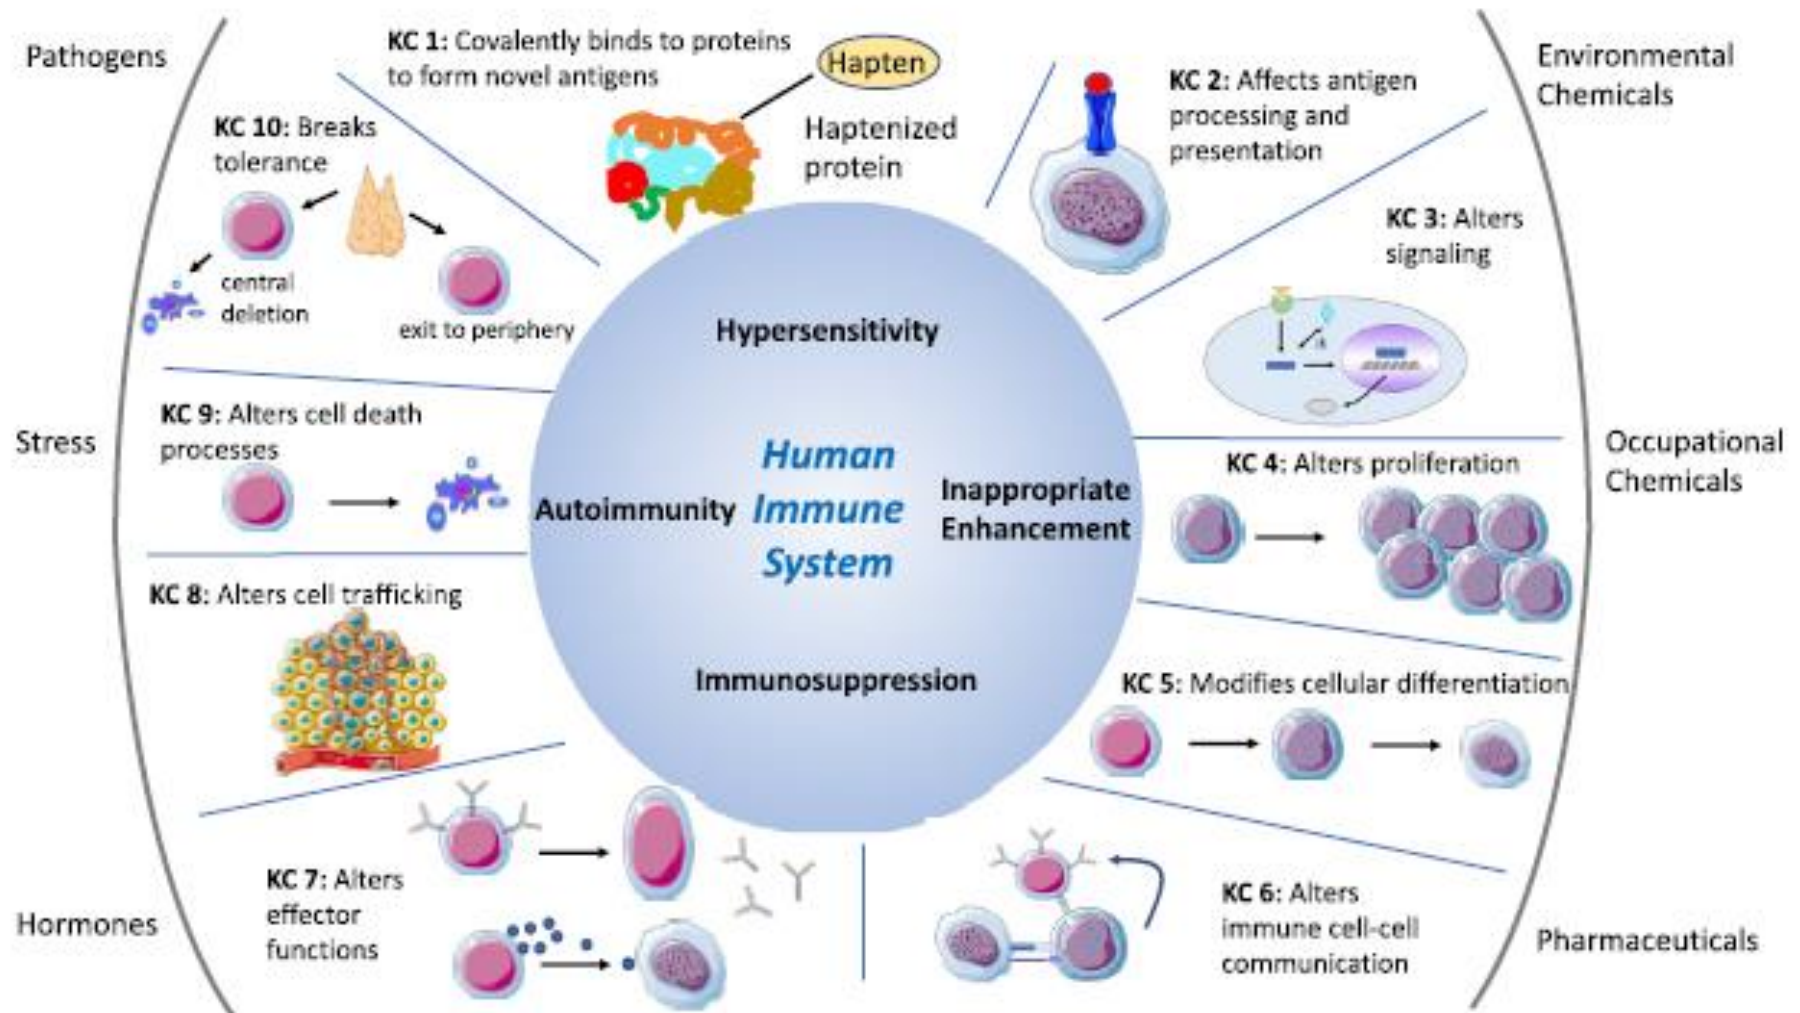 Pathogens
KC 1: Covalently binds to proteins
to form novel antigens
Hapten
Haptenized
protein
KC 2: Affects antigen
processing and
presentation
Environmental
Chemicals
KC 10: Breaks
tolerance
central
deletion
exit to periphery
KC 3: Alters
signaling
Hypersensitivity
Stress
KC 9: Alters cell death
processes
Autoimmunity
Human
Immune
System
Inappropriate
Enhancement
KC 4: Alters proliferation
Occupational
Chemicals
KC 8: Alters cell trafficking
Immunosuppression
KC 5: Modifies cellular differentiation
Hormones
KC 7: Alters
effector
functions
KC 6: Alters
immune cell-cell
communication
Pharmaceuticals